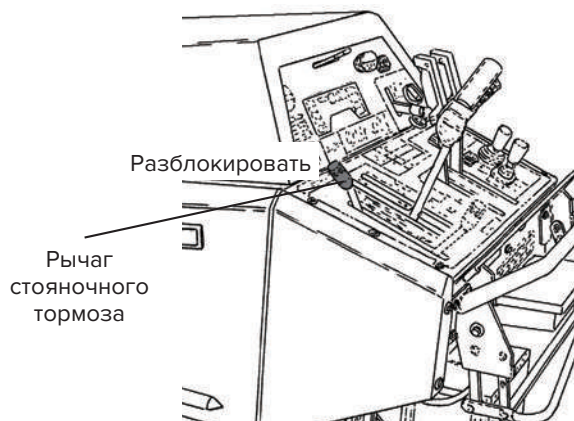 Разблокировать
Рычаг
стояночного
тормоза